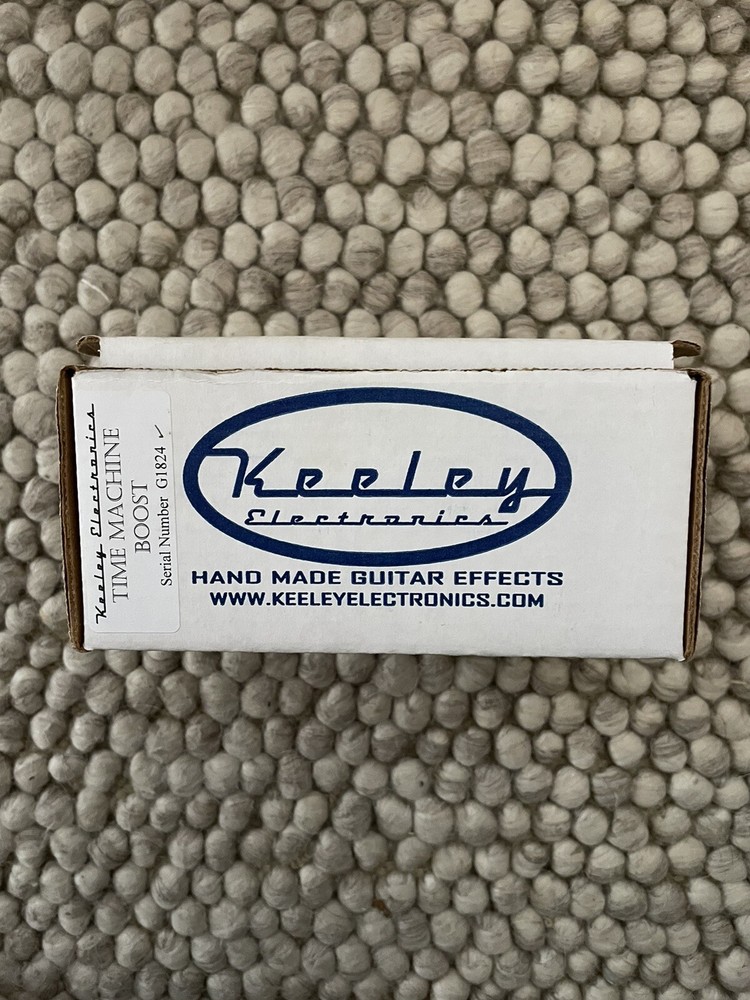 Keeley Electronics
TIME MACHINE
BOOST
Serial Number G1824 ✓
Keeley
Electronics
HAND MADE GUITAR EFFECTS
WWW.KEELEYELECTRONICS.COM